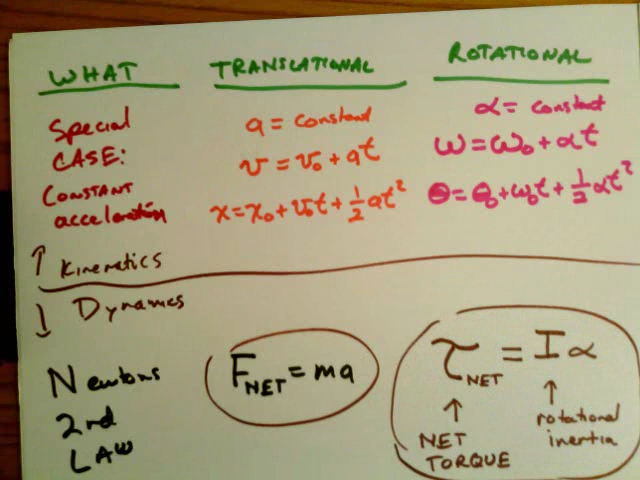 WHAT TRANSLATIONAL ROTATIONAL
Special a = constant α = constant
CASE: v = v₀ + at ω = ω₀ + αt
CONSTANT x = x₀ + v₀t + ½at² θ = θ₀ + ω₀t + ½αt²
acceleration
↑ Kinematics
↓ Dynamics
Newtons F_NET = ma τ_NET = Iα
2nd ↑ ↑
LAW NET rotational
TORQUE inertia